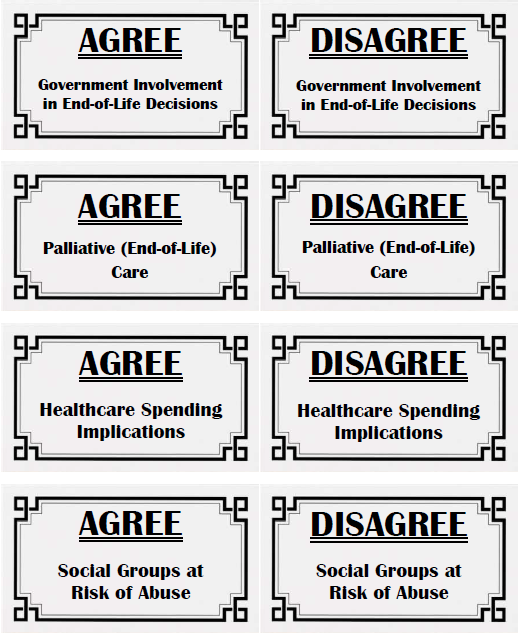 AGREE
Government Involvement
in End-of-Life Decisions
DISAGREE
Government Involvement
in End-of-Life Decisions
AGREE
Palliative (End-of-Life)
Care
DISAGREE
Palliative (End-of-Life)
Care
AGREE
Healthcare Spending
Implications
DISAGREE
Healthcare Spending
Implications
AGREE
Social Groups at
Risk of Abuse
DISAGREE
Social Groups at
Risk of Abuse